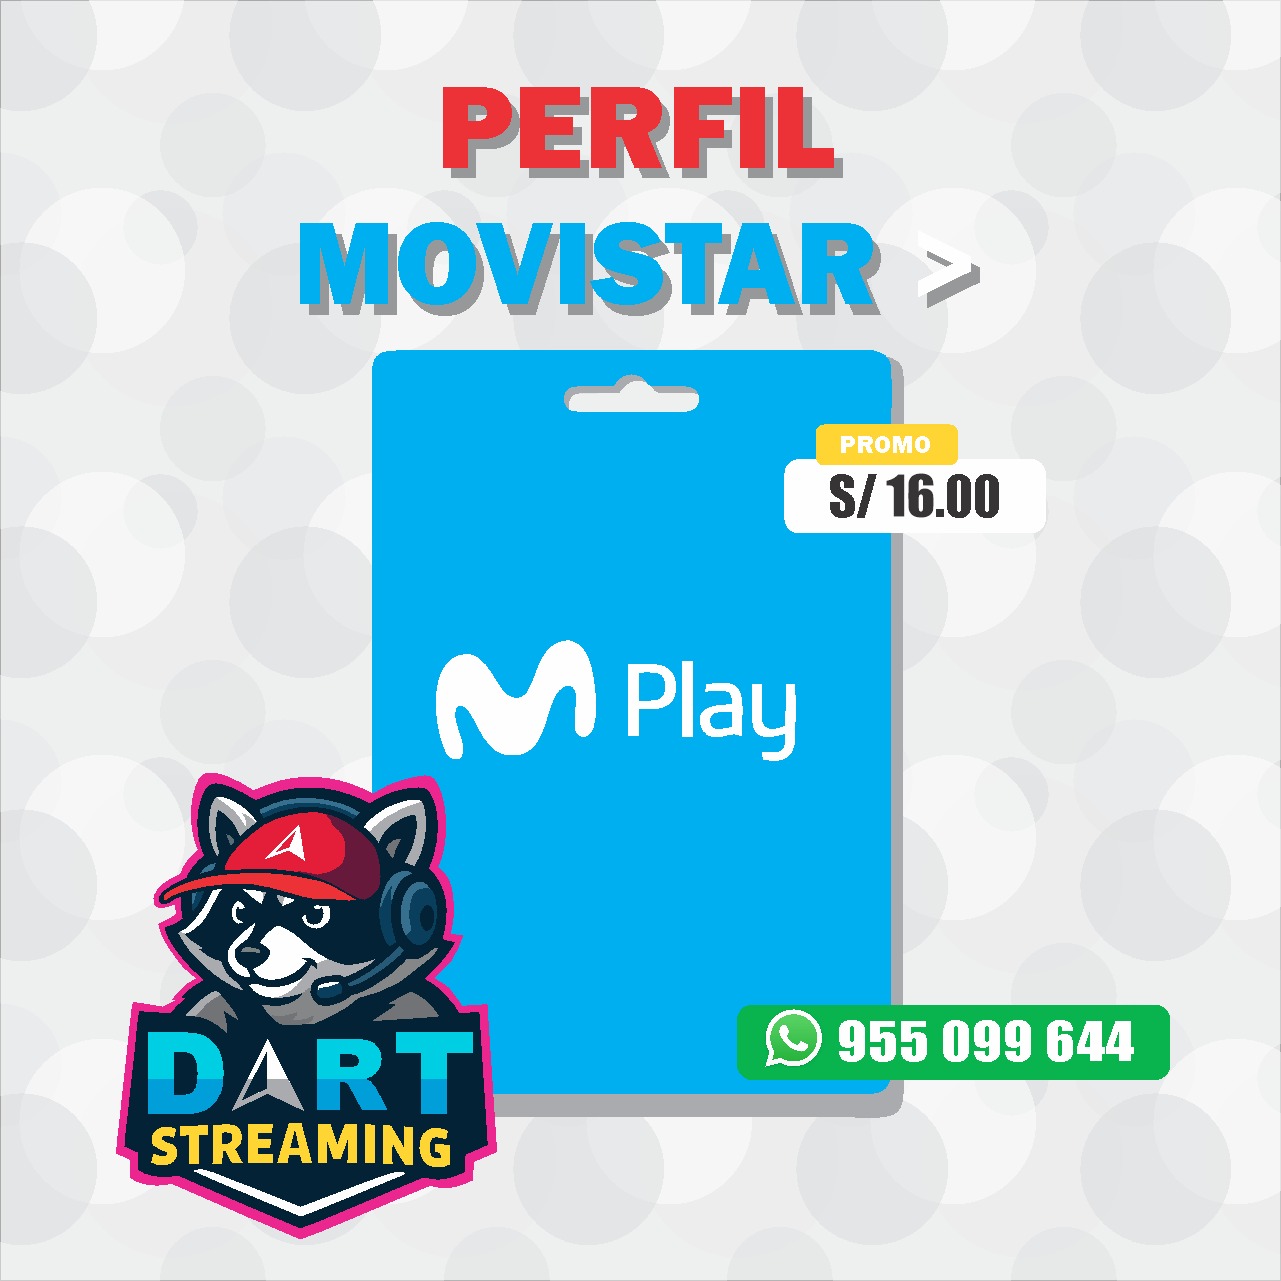 PERFIL
MOVISTAR >
PROMO
S/ 16.00
Play
955 099 644
DART
STREAMING